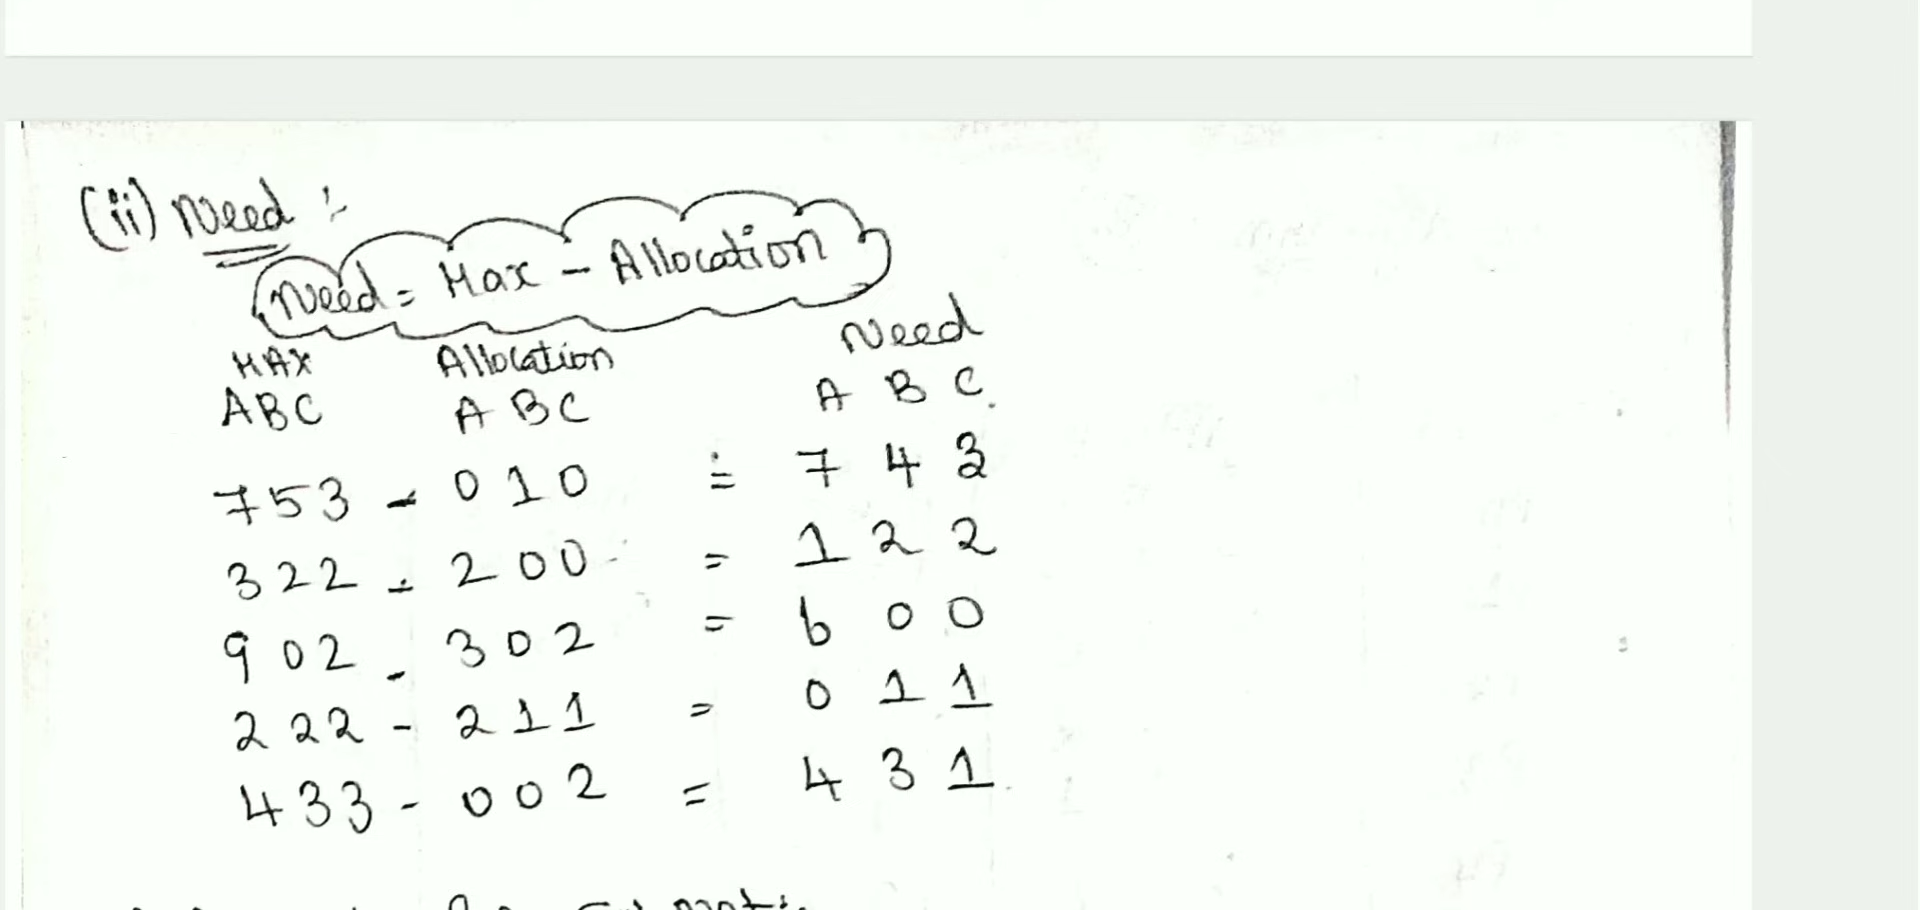 (ii) Need :-
Need = Max - Allocation
MAX Allocation Need
ABC A BC A B C
753 - 010 = 7 4 3
322 - 200 = 1 2 2
902 - 302 = 6 0 0
222 - 211 = 0 1 1
433 - 002 = 4 3 1